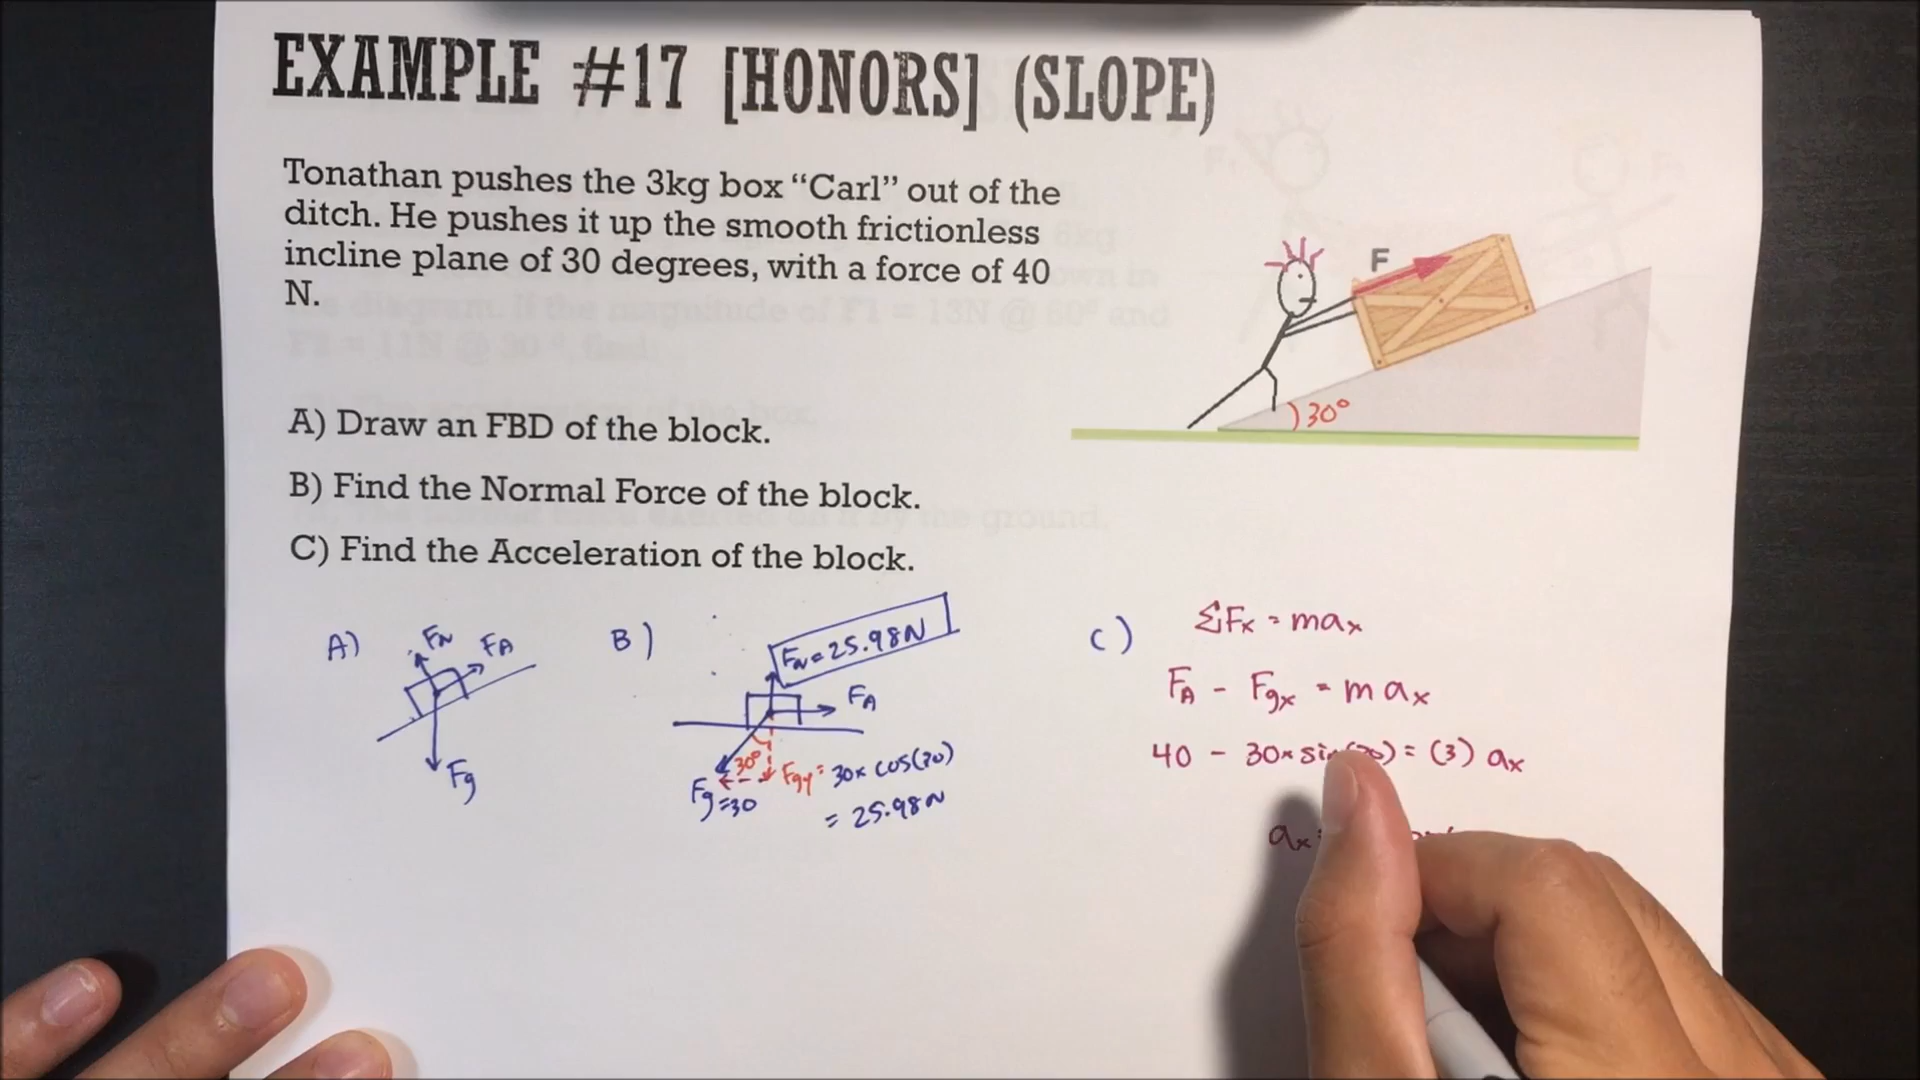 EXAMPLE #17 [HONORS] (SLOPE)
Tonathan pushes the 3kg box “Carl” out of the
ditch. He pushes it up the smooth frictionless
incline plane of 30 degrees, with a force of 40
N.
F
30°
A) Draw an FBD of the block.
B) Find the Normal Force of the block.
C) Find the Acceleration of the block.
A)
FN
FA
Fg
B)
FN = 25.98N
FA
30°
Fg = 30
Fgy = 30x cos(30)
= 25.98N
C)
ΣFx = max
FA - Fgx = max
40 - 30x sin(30) = (3) ax
ax =